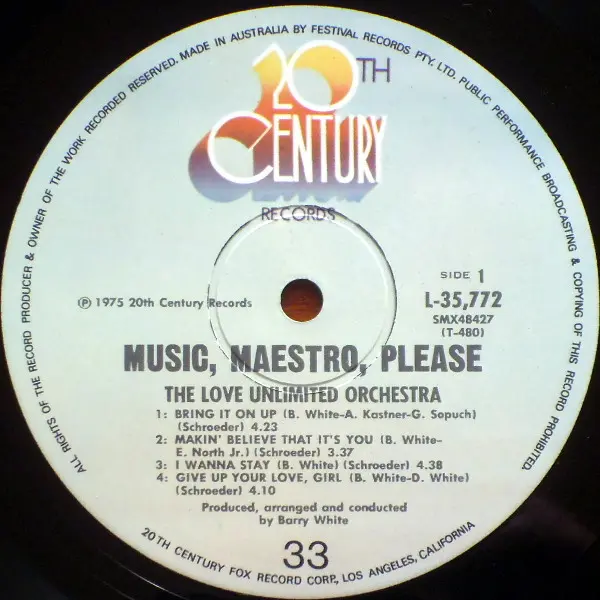 ALL RIGHTS OF THE RECORD PRODUCER & OWNER OF THE WORK RECORDED RESERVED. MADE IN AUSTRALIA BY FESTIVAL RECORDS PTY. LTD. PUBLIC PERFORMANCE BROADCASTING & COPYING OF THIS RECORD PROHIBITED.
20TH
CENTURY
RECORDS
SIDE 1
℗ 1975 20th Century Records
L-35,772
SMX48427
(T-480)
MUSIC, MAESTRO, PLEASE
THE LOVE UNLIMITED ORCHESTRA
1: BRING IT ON UP (B. White-A. Kastner-G. Sopuch)
(Schroeder) 4.23
2: MAKIN' BELIEVE THAT IT'S YOU (B. White-
E. North Jr.) (Schroeder) 3.37
3: I WANNA STAY (B. White) (Schroeder) 4.38
4: GIVE UP YOUR LOVE, GIRL (B. White-D. White)
(Schroeder) 4.10
Produced, arranged and conducted
by Barry White
33
20TH CENTURY FOX RECORD CORP., LOS ANGELES, CALIFORNIA